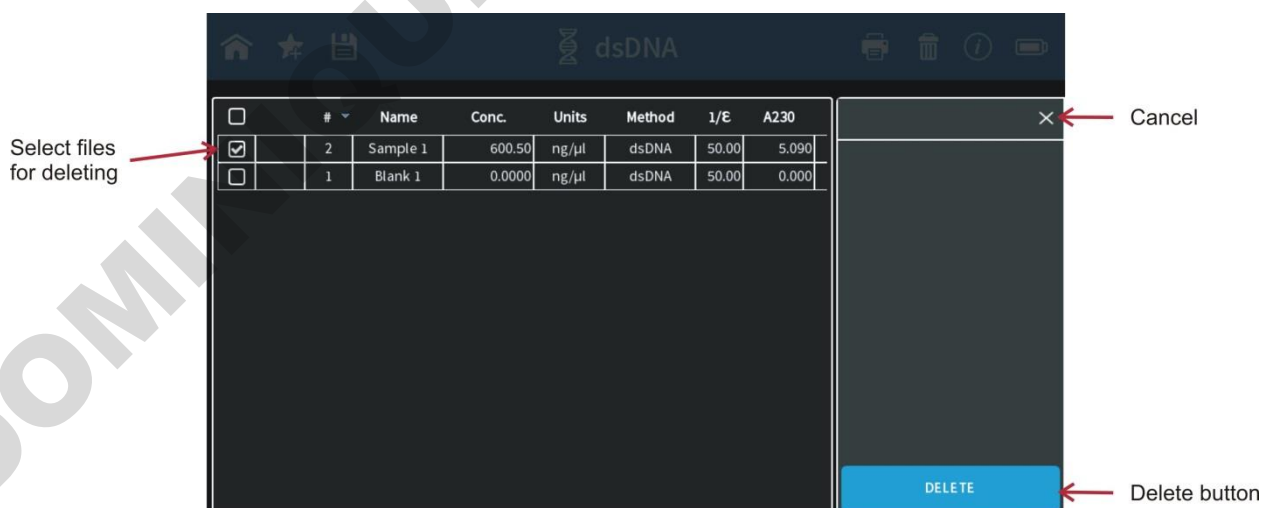 dsDNA
# Name Conc. Units Method 1/Ɛ A230
Cancel
Select files
for deleting
2 Sample 1 600.50 ng/µl dsDNA 50.00 5.090
1 Blank 1 0.0000 ng/µl dsDNA 50.00 0.000
DELETE
Delete button